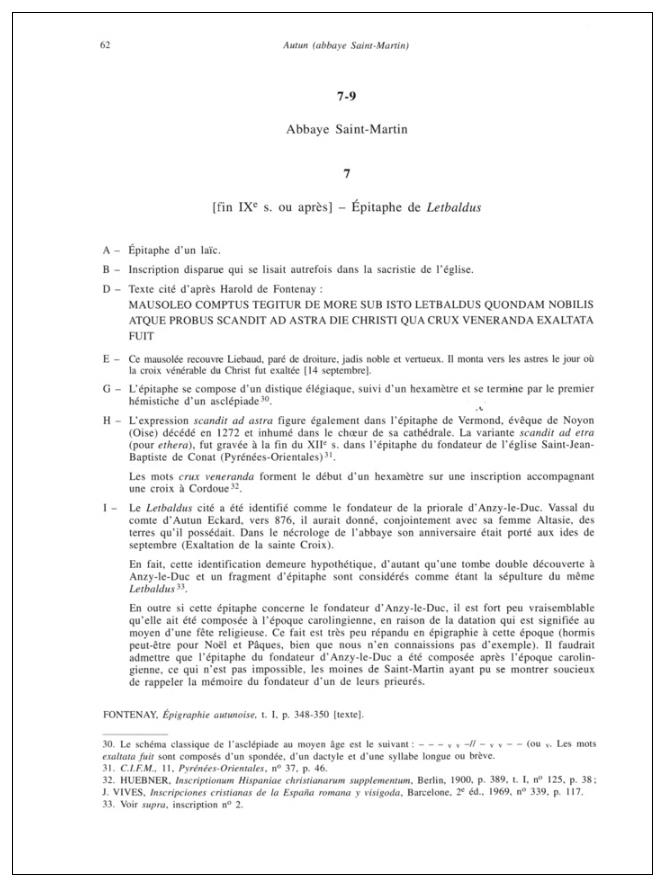 62
Autun (abbaye Saint-Martin)
7-9
Abbaye Saint-Martin
7
[fin IXe s. ou après] – Épitaphe de Letbaldus
A – Épitaphe d'un laïc.
B – Inscription disparue qui se lisait autrefois dans la sacristie de l'église.
D – Texte cité d'après Harold de Fontenay :
MAUSOLEO COMPTUS TEGITUR DE MORE SUB ISTO LETBALDUS QUONDAM NOBILIS
ATQUE PROBUS SCANDIT AD ASTRA DIE CHRISTI QUA CRUX VENERANDA EXALTATA
FUIT
E – Ce mausolée recouvre Liebaud, paré de droiture, jadis noble et vertueux. Il monta vers les astres le jour où
la croix vénérable du Christ fut exaltée [14 septembre].
G – L'épitaphe se compose d'un distique élégiaque, suivi d'un hexamètre et se termine par le premier
hémistiche d'un asclépiade 30.
H – L'expression scandit ad astra figure également dans l'épitaphe de Vermond, évêque de Noyon
(Oise) décédé en 1272 et inhumé dans le chœur de sa cathédrale. La variante scandit ad etra
(pour ethera), fut gravée à la fin du XIIe s. dans l'épitaphe du fondateur de l'église Saint-Jean-
Baptiste de Conat (Pyrénées-Orientales) 31.
Les mots crux veneranda forment le début d'un hexamètre sur une inscription accompagnant
une croix à Cordoue 32.
I – Le Letbaldus cité a été identifié comme le fondateur de la priorale d'Anzy-le-Duc. Vassal du
comte d'Autun Eckard, vers 876, il aurait donné, conjointement avec sa femme Altasie, des
terres qu'il possédait. Dans le nécrologe de l'abbaye son anniversaire était porté aux ides de
septembre (Exaltation de la sainte Croix).
En fait, cette identification demeure hypothétique, d'autant qu'une tombe double découverte à
Anzy-le-Duc et un fragment d'épitaphe sont considérés comme étant la sépulture du même
Letbaldus 33.
En outre si cette épitaphe concerne le fondateur d'Anzy-le-Duc, il est fort peu vraisemblable
qu'elle ait été composée à l'époque carolingienne, en raison de la datation qui est signifiée au
moyen d'une fête religieuse. Ce fait est très peu répandu en épigraphie à cette époque (hormis
peut-être pour Noël et Pâques, bien que nous n'en connaissions pas d'exemple). Il faudrait
admettre que l'épitaphe du fondateur d'Anzy-le-Duc a été composée après l'époque carolin-
gienne, ce qui n'est pas impossible, les moines de Saint-Martin ayant pu se montrer soucieux
de rappeler la mémoire du fondateur d'un de leurs prieurés.
FONTENAY, Épigraphie autunoise, t. I, p. 348-350 [texte].
30. Le schéma classique de l'asclépiade au moyen âge est le suivant : – – – v v –// – v v – – (ou v. Les mots
exaltata fuit sont composés d'un spondée, d'un dactyle et d'une syllabe longue ou brève.
31. C.I.F.M., 11, Pyrénées-Orientales, no 37, p. 46.
32. HUEBNER, Inscriptionum Hispaniae christianarum supplementum, Berlin, 1900, p. 389, t. I, no 125, p. 38 ;
J. VIVES, Inscripciones cristianas de la España romana y visigoda, Barcelone, 2e éd., 1969, no 339, p. 117.
33. Voir supra, inscription no 2.